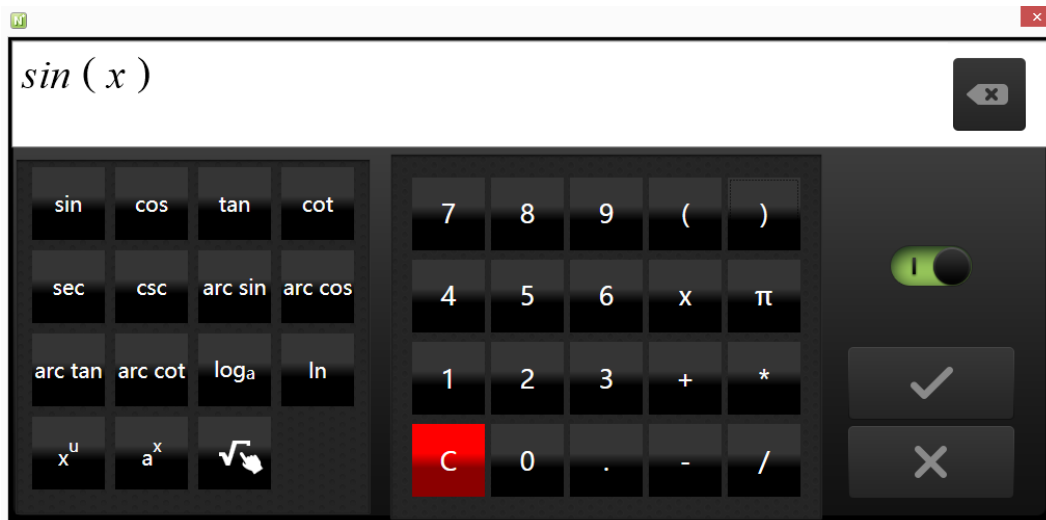 sin ( x )
sin cos tan cot
7 8 9 ( )
sec csc arc sin arc cos
4 5 6 x π
arc tan arc cot logₐ ln
1 2 3 + *
xᵘ aˣ √
C 0 . - /